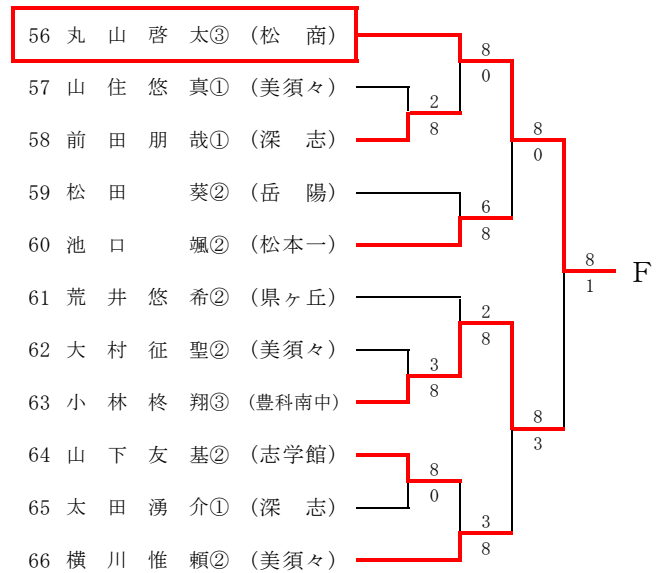 56 丸 山 啓 太③ (松 商)
57 山 住 悠 真① (美須々)
58 前 田 朋 哉① (深 志)
59 松 田 葵② (岳 陽)
60 池 口 颯② (松本一)
61 荒 井 悠 希② (県ヶ丘)
62 大 村 征 聖② (美須々)
63 小 林 柊 翔③ (豊科南中)
64 山 下 友 基② (志学館)
65 太 田 湧 介① (深 志)
66 横 川 惟 頼② (美須々)
8
0
2
8
8
0
6
8
8
1
F
2
8
3
8
8
3
8
0
3
8